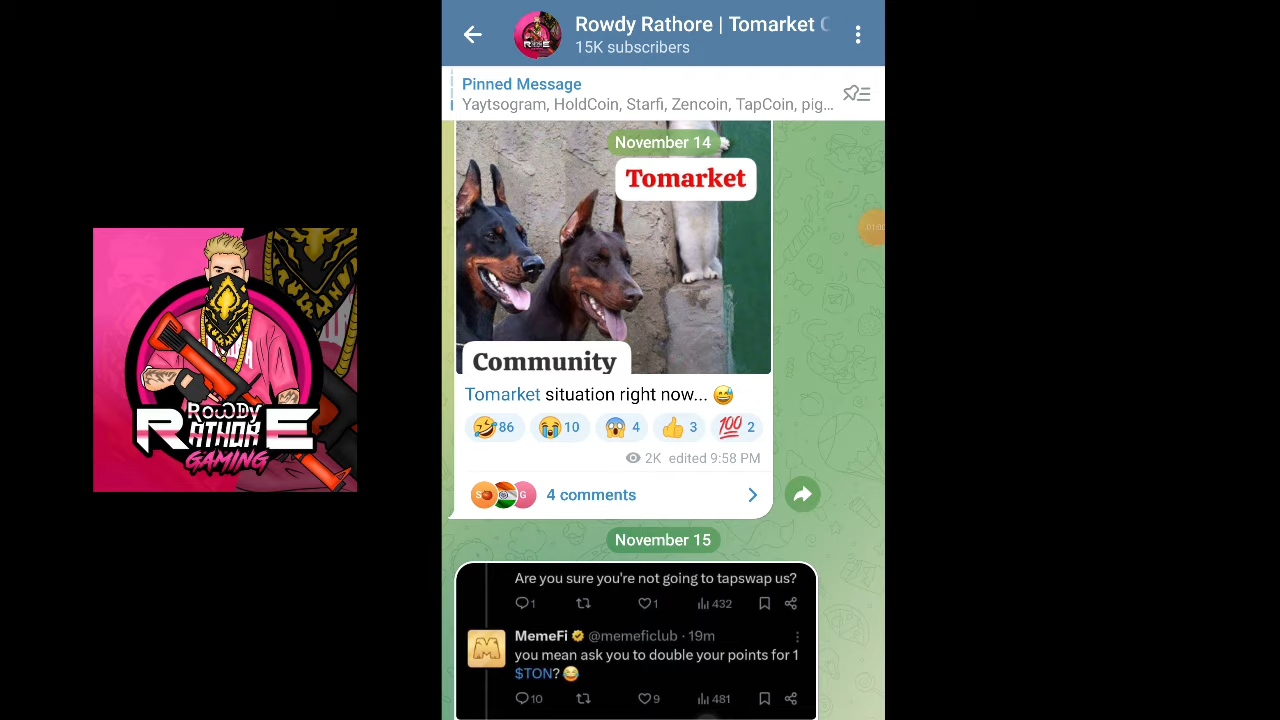 Rowdy Rathore | Tomarket
15K subscribers
Pinned Message
Yaytsogram, HoldCoin, Starfi, Zencoin, TapCoin, pig...
November 14
Tomarket
01:00
Community
Tomarket situation right now... 😅
🤣 86 😭 10 😱 4 👍 3 💯 2
2K edited 9:58 PM
S G 4 comments
November 15
Are you sure you're not going to tapswap us?
1 1 432
MemeFi @memeficlub · 19m
you mean ask you to double your points for 1
$TON? 😂
10 9 481
RowDy
RATHORE
GAMING